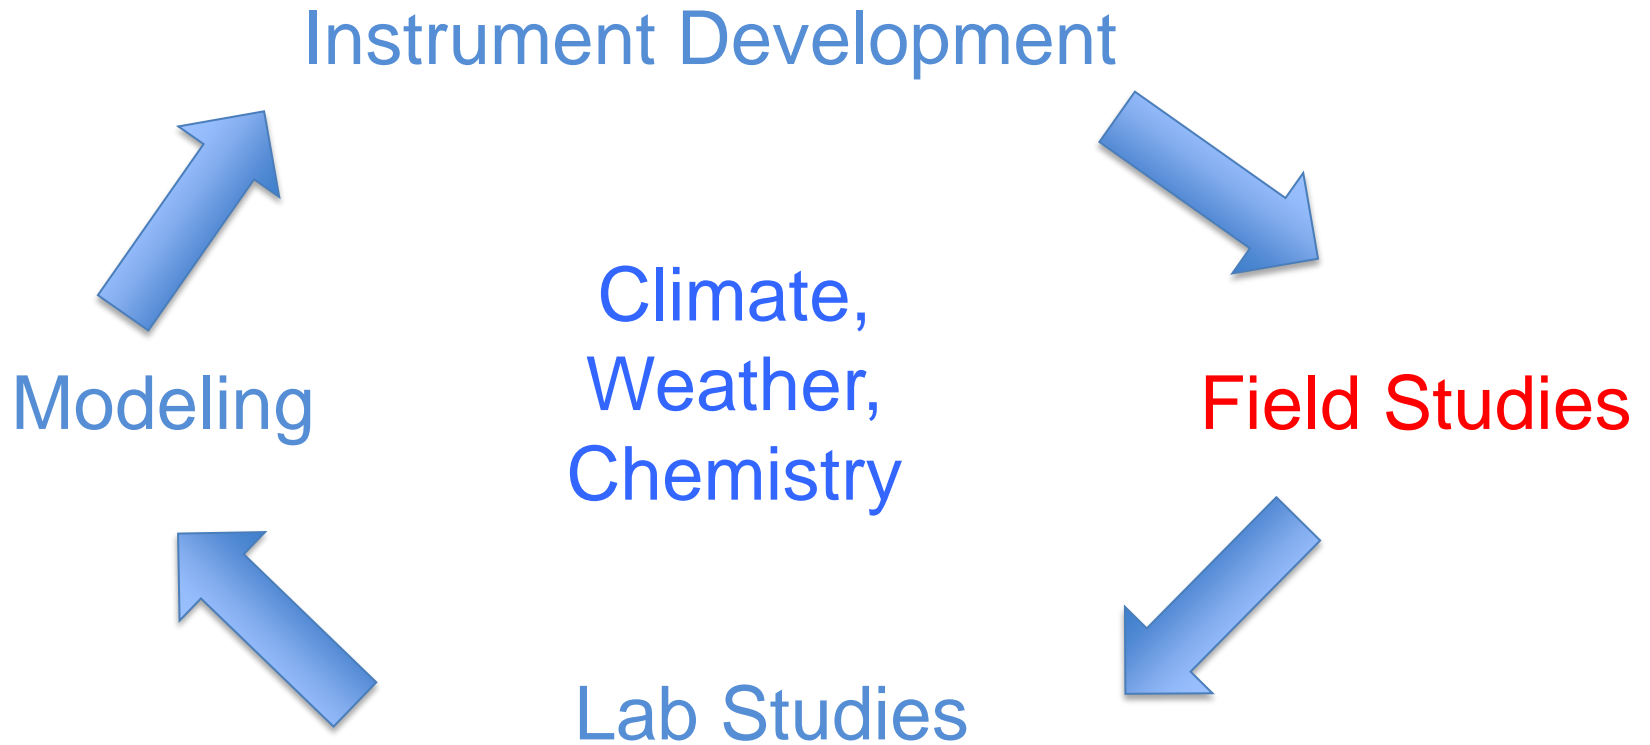 Instrument Development
Climate,
Weather,
Chemistry
Modeling
Field Studies
Lab Studies